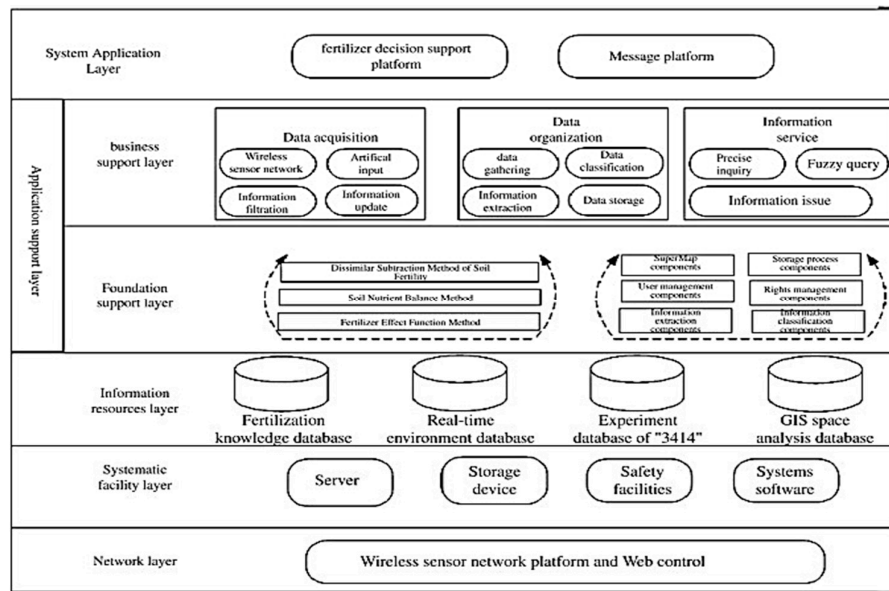 System Application
Layer
fertilizer decision support
platform
Message platform
Application support layer
business
support layer
Data acquisition
Wireless
sensor network
Artifical
input
Information
filtration
Information
update
Data
organization
data
gathering
Data
classification
Information
extraction
Data storage
Information
service
Precise
inquiry
Fuzzy query
Information issue
Foundation
support layer
Dissimilar Subtraction Method of Soil
Fertility
Soil Nutrient Balance Method
Fertilizer Effect Function Method
SuperMap
components
Storage process
components
User management
components
Rights management
components
Information
extraction
components
Information
classification
components
Information
resources layer
Fertilization
knowledge database
Real-time
environment database
Experiment
database of "3414"
GIS space
analysis database
Systematic
facility layer
Server
Storage
device
Safety
facilities
Systems
software
Network layer
Wireless sensor network platform and Web control